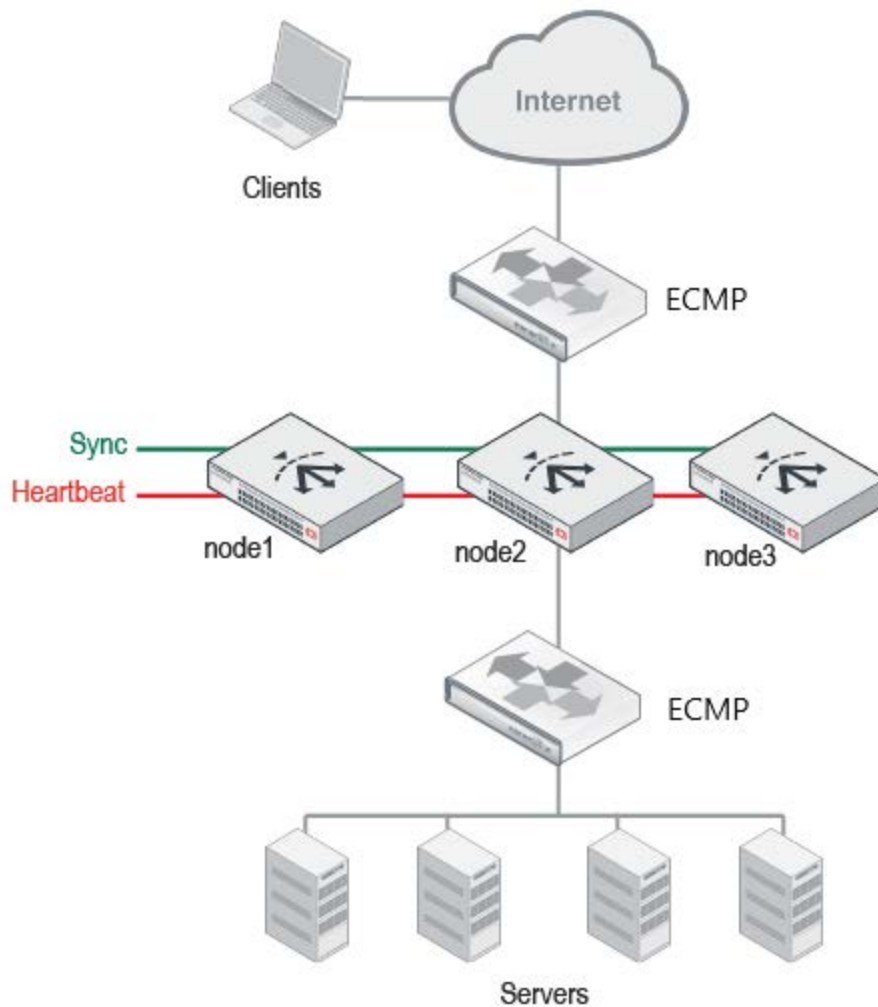 Internet
Clients
ECMP
Sync
Heartbeat
node1
node2
node3
ECMP
Servers